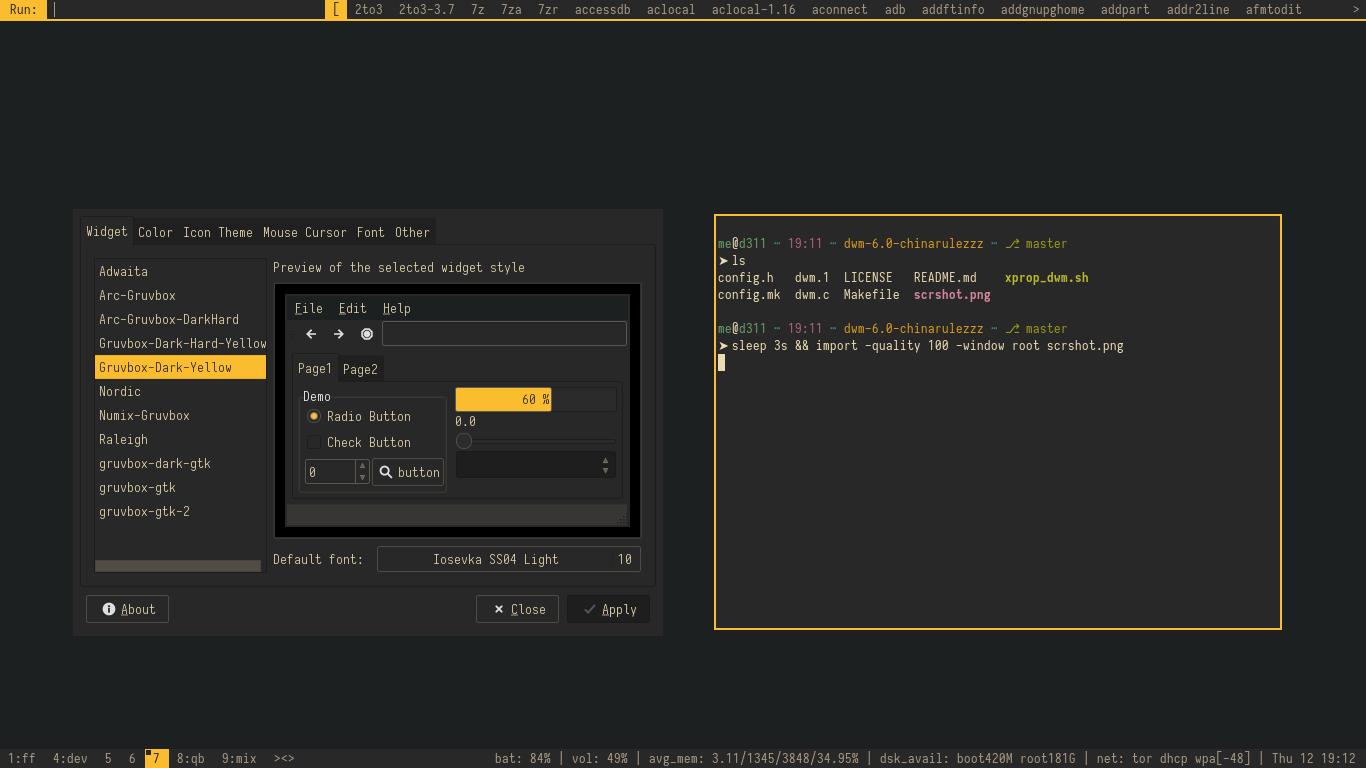 Run: [ 2to3 2to3-3.7 7z 7za 7zr accessdb aclocal aclocal-1.16 aconnect adb addftinfo addgnupghome addpart addr2line afmtodit >
Widget Color Icon Theme Mouse Cursor Font Other
Adwaita
Arc-Gruvbox
Arc-Gruvbox-DarkHard
Gruvbox-Dark-Hard-Yellow
Gruvbox-Dark-Yellow
Nordic
Numix-Gruvbox
Raleigh
gruvbox-dark-gtk
gruvbox-gtk
gruvbox-gtk-2
Preview of the selected widget style
File Edit Help
Page1 Page2
Demo
Radio Button
Check Button
0 button
60 %
0.0
Default font: Iosevka SS04 Light 10
About Close Apply
me@d311 ~ 19:11 ~ dwm-6.0-chinarulezzz ~ ⎇ master
➤ ls
config.h dwm.1 LICENSE README.md xprop_dwm.sh
config.mk dwm.c Makefile scrshot.png
me@d311 ~ 19:11 ~ dwm-6.0-chinarulezzz ~ ⎇ master
➤ sleep 3s && import -quality 100 -window root scrshot.png
1:ff 4:dev 5 6 7 8:qb 9:mix ><> bat: 84% | vol: 49% | avg_mem: 3.11/1345/3848/34.95% | dsk_avail: boot420M root181G | net: tor dhcp wpa[-48] | Thu 12 19:12